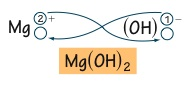 Mg ②⁺ (OH) ①⁻
Mg(OH)₂